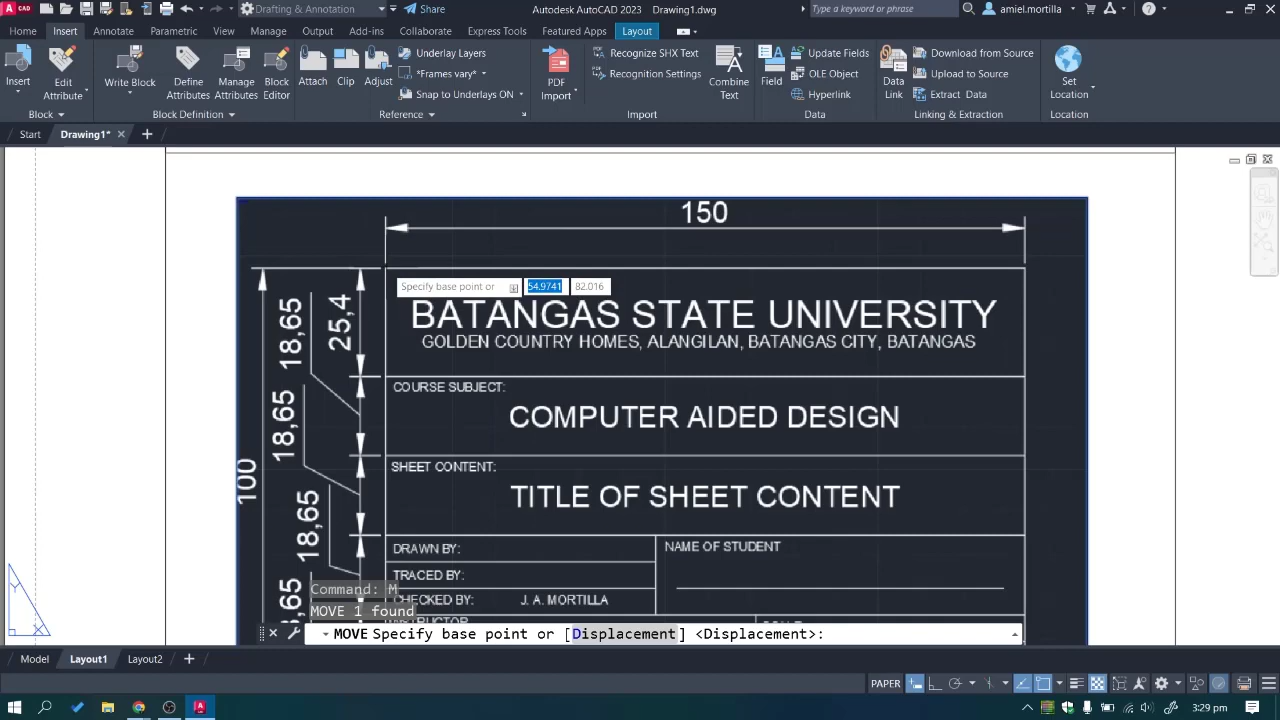 Drafting & Annotation
Share
Autodesk AutoCAD 2023 Drawing1.dwg
Type a keyword or phrase
amiel.mortilla
Home Insert Annotate Parametric View Manage Output Add-ins Collaborate Express Tools Featured Apps Layout
Insert
Edit Attribute
Write Block
Define Attributes
Manage Attributes
Block Editor
Attach
Clip
Adjust
Underlay Layers
*Frames vary*
Snap to Underlays ON
PDF Import
Recognize SHX Text
Recognition Settings
Combine Text
Field
Update Fields
OLE Object
Hyperlink
Data Link
Download from Source
Upload to Source
Extract Data
Set Location
Block Block Definition Reference Import Data Linking & Extraction Location
Start Drawing1*
150
Specify base point or 54.9741 82.016
BATANGAS STATE UNIVERSITY
GOLDEN COUNTRY HOMES, ALANGILAN, BATANGAS CITY, BATANGAS
18,65
25,4
COURSE SUBJECT:
COMPUTER AIDED DESIGN
18,65
SHEET CONTENT:
TITLE OF SHEET CONTENT
100
18,65
DRAWN BY:
NAME OF STUDENT
TRACED BY:
CHECKED BY: J. A. MORTILLA
Command: M
MOVE 1 found
MOVE Specify base point or [Displacement] <Displacement>:
Model Layout1 Layout2
PAPER
3:29 pm